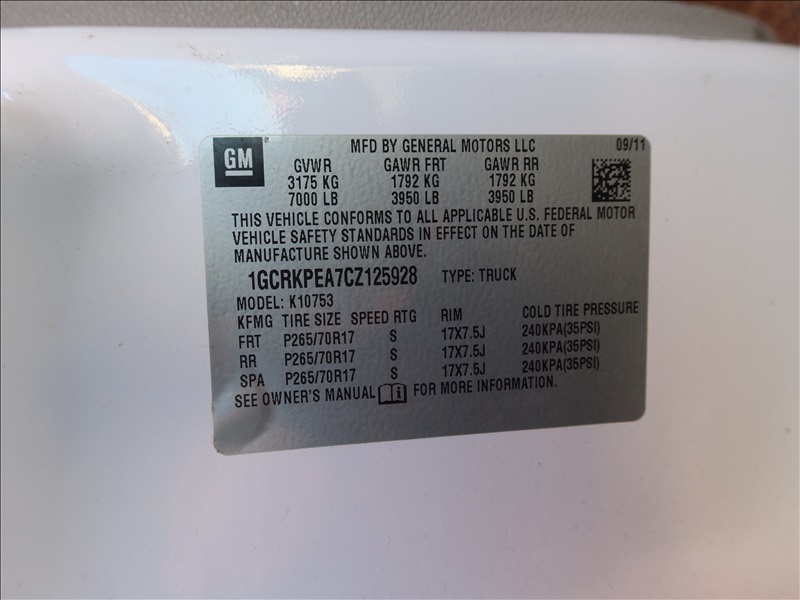 GM MFD BY GENERAL MOTORS LLC 09/11
GVWR GAWR FRT GAWR RR
3175 KG 1792 KG 1792 KG
7000 LB 3950 LB 3950 LB
THIS VEHICLE CONFORMS TO ALL APPLICABLE U.S. FEDERAL MOTOR
VEHICLE SAFETY STANDARDS IN EFFECT ON THE DATE OF
MANUFACTURE SHOWN ABOVE.
1GCRKPEA7CZ125928 TYPE: TRUCK
MODEL: K10753
KFMG TIRE SIZE SPEED RTG RIM COLD TIRE PRESSURE
FRT P265/70R17 S 17X7.5J 240KPA(35PSI)
RR P265/70R17 S 17X7.5J 240KPA(35PSI)
SPA P265/70R17 S 17X7.5J 240KPA(35PSI)
SEE OWNER'S MANUAL i FOR MORE INFORMATION.